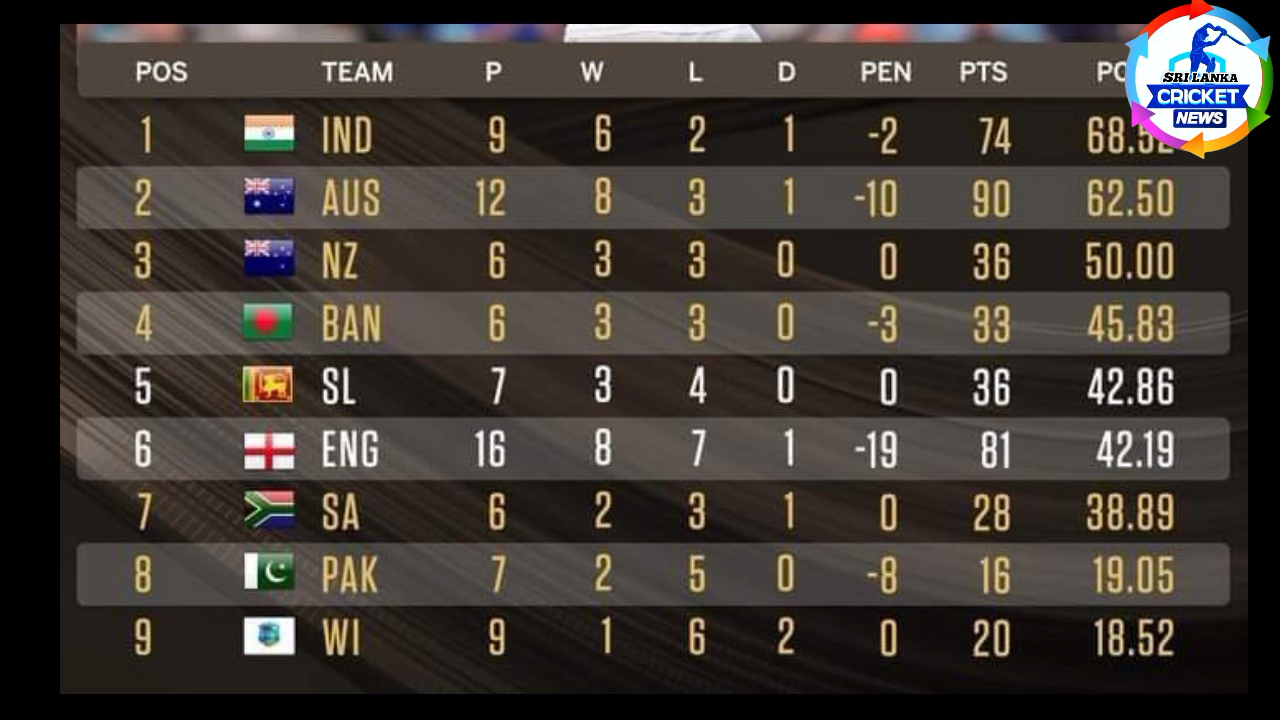 POS TEAM P W L D PEN PTS
1 IND 9 6 2 1 -2 74
2 AUS 12 8 3 1 -10 90 62.50
3 NZ 6 3 3 0 0 36 50.00
4 BAN 6 3 3 0 -3 33 45.83
5 SL 7 3 4 0 0 36 42.86
6 ENG 16 8 7 1 -19 81 42.19
7 SA 6 2 3 1 0 28 38.89
8 PAK 7 2 5 0 -8 16 19.05
9 WI 9 1 6 2 0 20 18.52
SRI LANKA
CRICKET
NEWS